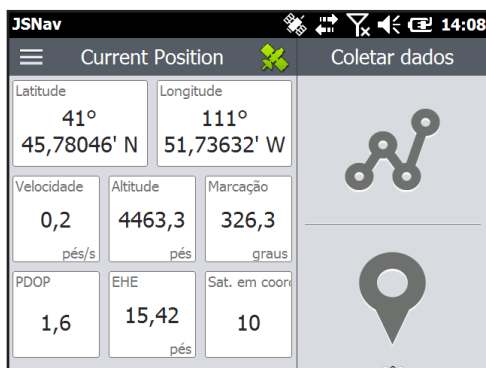 JSNav
14:08
Current Position
Coletar dados
Latitude
41°
45,78046' N
Longitude
111°
51,73632' W
Velocidade
0,2
pés/s
Altitude
4463,3
pés
Marcação
326,3
graus
PDOP
1,6
EHE
15,42
pés
Sat. em coord
10